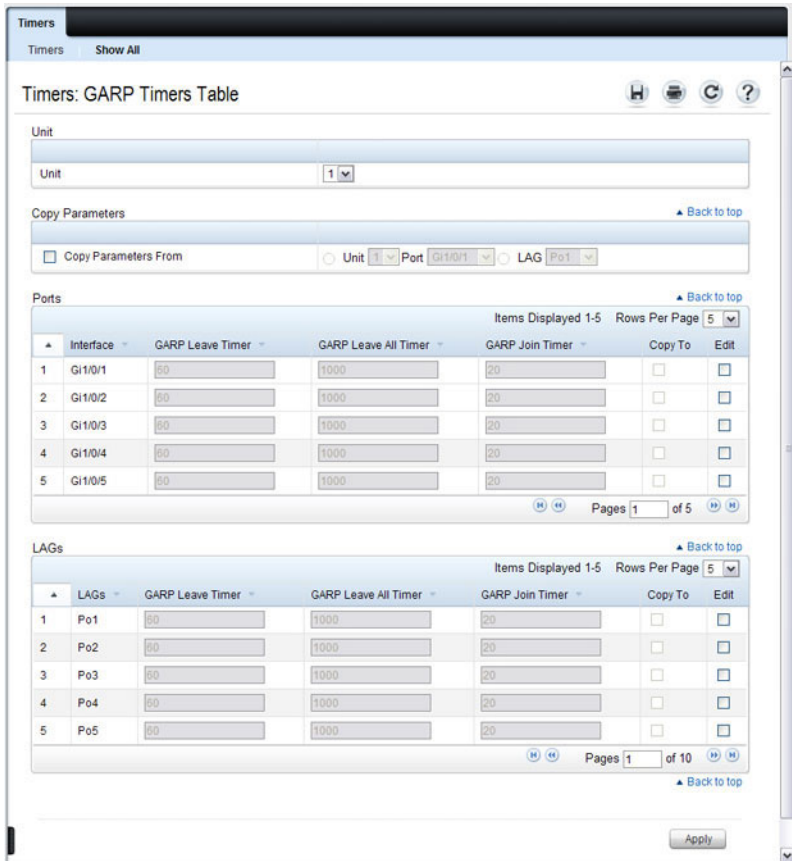 Timers
Timers Show All
Timers: GARP Timers Table
?
Unit
Unit 1
Copy Parameters Back to top
Copy Parameters From Unit 1 Port Gi1/0/1 LAG Po1
Ports Back to top
Items Displayed 1-5 Rows Per Page 5
Interface GARP Leave Timer GARP Leave All Timer GARP Join Timer Copy To Edit
1 Gi1/0/1 60 1000 20
2 Gi1/0/2 60 1000 20
3 Gi1/0/3 60 1000 20
4 Gi1/0/4 60 1000 20
5 Gi1/0/5 60 1000 20
Pages 1 of 5
LAGs Back to top
Items Displayed 1-5 Rows Per Page 5
LAGs GARP Leave Timer GARP Leave All Timer GARP Join Timer Copy To Edit
1 Po1 60 1000 20
2 Po2 60 1000 20
3 Po3 60 1000 20
4 Po4 60 1000 20
5 Po5 60 1000 20
Pages 1 of 10
Back to top
Apply